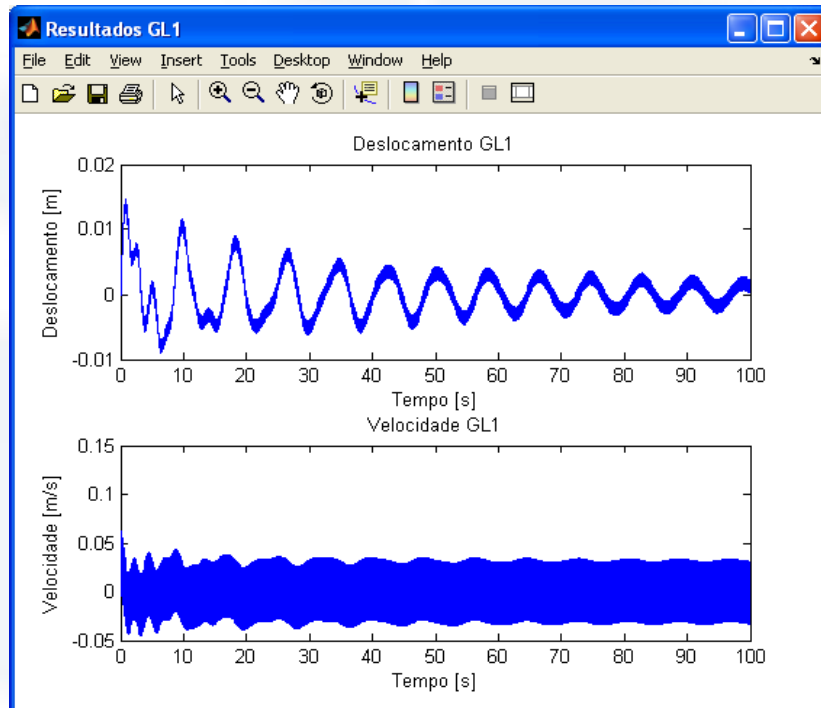 Resultados GL1
File Edit View Insert Tools Desktop Window Help
Deslocamento GL1
0.02
0.01
0
-0.01
Deslocamento [m]
0 10 20 30 40 50 60 70 80 90 100
Tempo [s]
Velocidade GL1
0.15
0.1
0.05
0
-0.05
Velocidade [m/s]
0 10 20 30 40 50 60 70 80 90 100
Tempo [s]